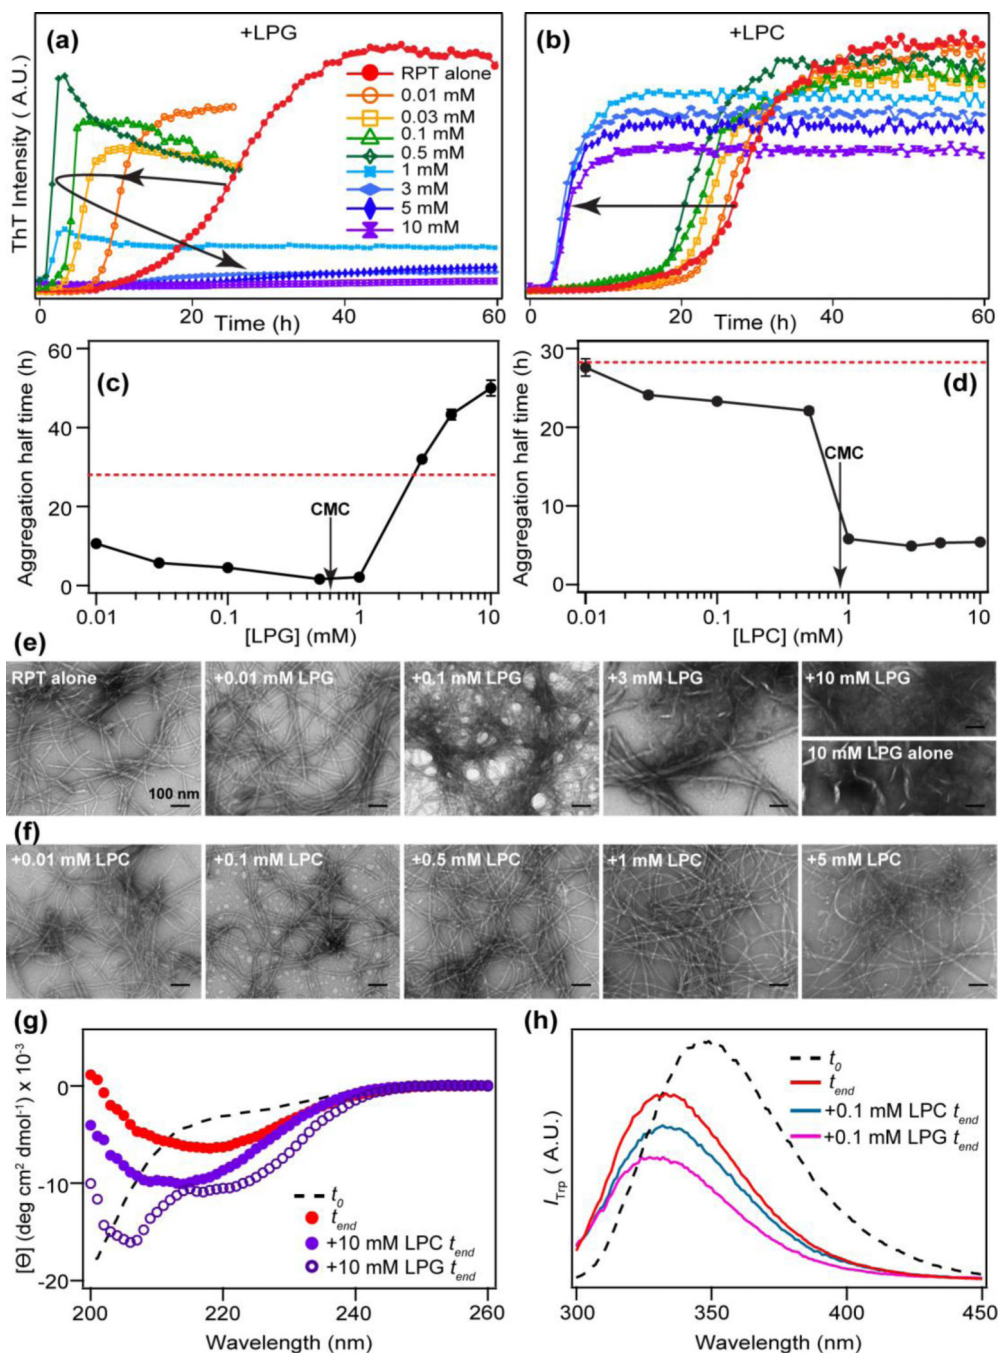 (a)
+LPG
ThT Intensity ( A.U.)
RPT alone
0.01 mM
0.03 mM
0.1 mM
0.5 mM
1 mM
3 mM
5 mM
10 mM
0
20
40
60
Time (h)
(b)
+LPC
0
20
40
60
Time (h)
(c)
Aggregation half time (h)
60
40
20
0
CMC
0.01
0.1
1
10
[LPG] (mM)
(d)
Aggregation half time (h)
30
20
10
0
CMC
0.01
0.1
1
10
[LPC] (mM)
(e)
RPT alone
100 nm
+0.01 mM LPG
+0.1 mM LPG
+3 mM LPG
+10 mM LPG
10 mM LPG alone
(f)
+0.01 mM LPC
+0.1 mM LPC
+0.5 mM LPC
+1 mM LPC
+5 mM LPC
(g)
[Θ] (deg cm² dmol⁻¹) x 10⁻³
0
-10
-20
t₀
tend
+10 mM LPC tend
+10 mM LPG tend
200
220
240
260
Wavelength (nm)
(h)
ITrp ( A.U.)
t₀
tend
+0.1 mM LPC tend
+0.1 mM LPG tend
300
350
400
450
Wavelength (nm)